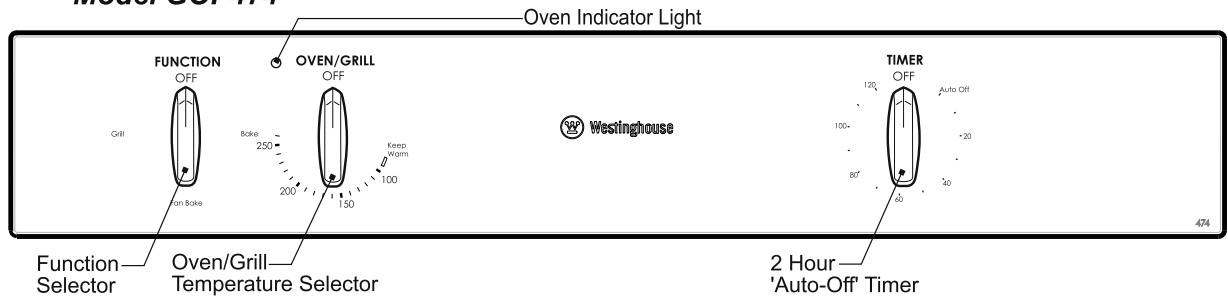 Oven Indicator Light
FUNCTION
OFF
Grill
Fan Bake
OVEN/GRILL
OFF
Bake
250
200
150
100
Keep
Warm
Westinghouse
TIMER
OFF
Auto Off
20
40
60
80
100
120
474
Function
Selector
Oven/Grill
Temperature Selector
2 Hour
'Auto-Off' Timer